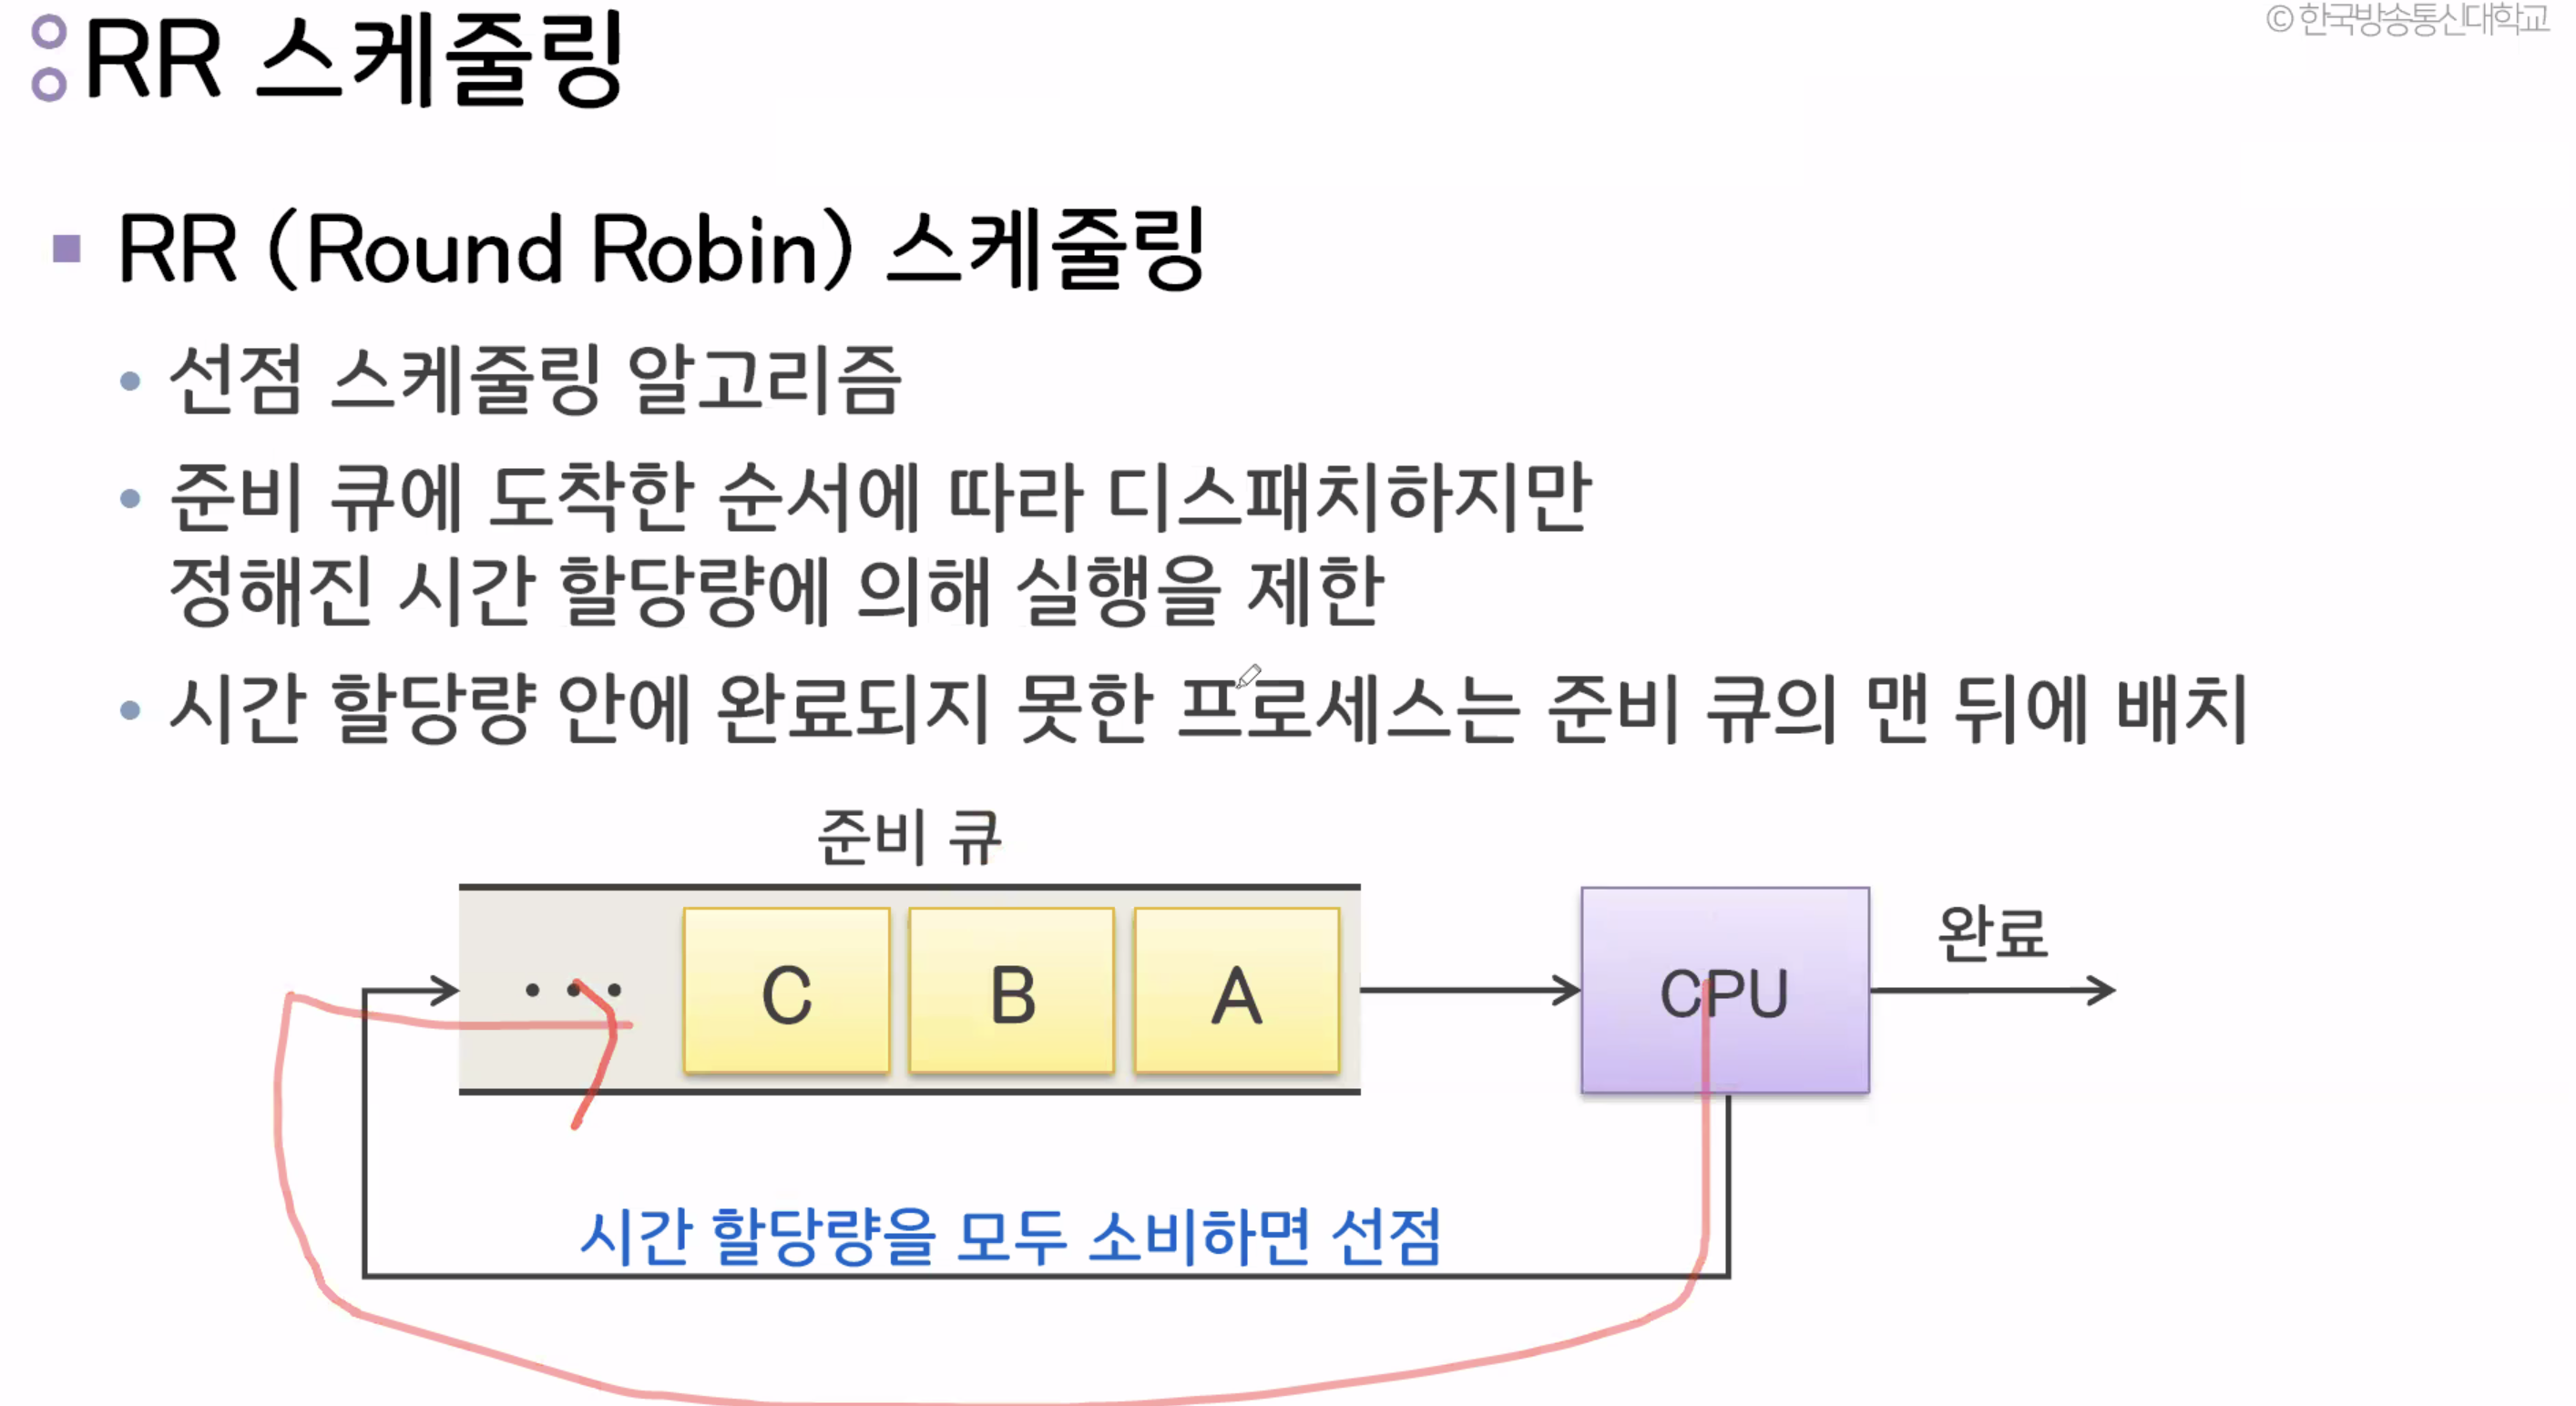 © 한국방송통신대학교
RR 스케줄링
RR (Round Robin) 스케줄링
선점 스케줄링 알고리즘
준비 큐에 도착한 순서에 따라 디스패치하지만
정해진 시간 할당량에 의해 실행을 제한
시간 할당량 안에 완료되지 못한 프로세스는 준비 큐의 맨 뒤에 배치
준비 큐
• • • C B A
CPU
완료
시간 할당량을 모두 소비하면 선점